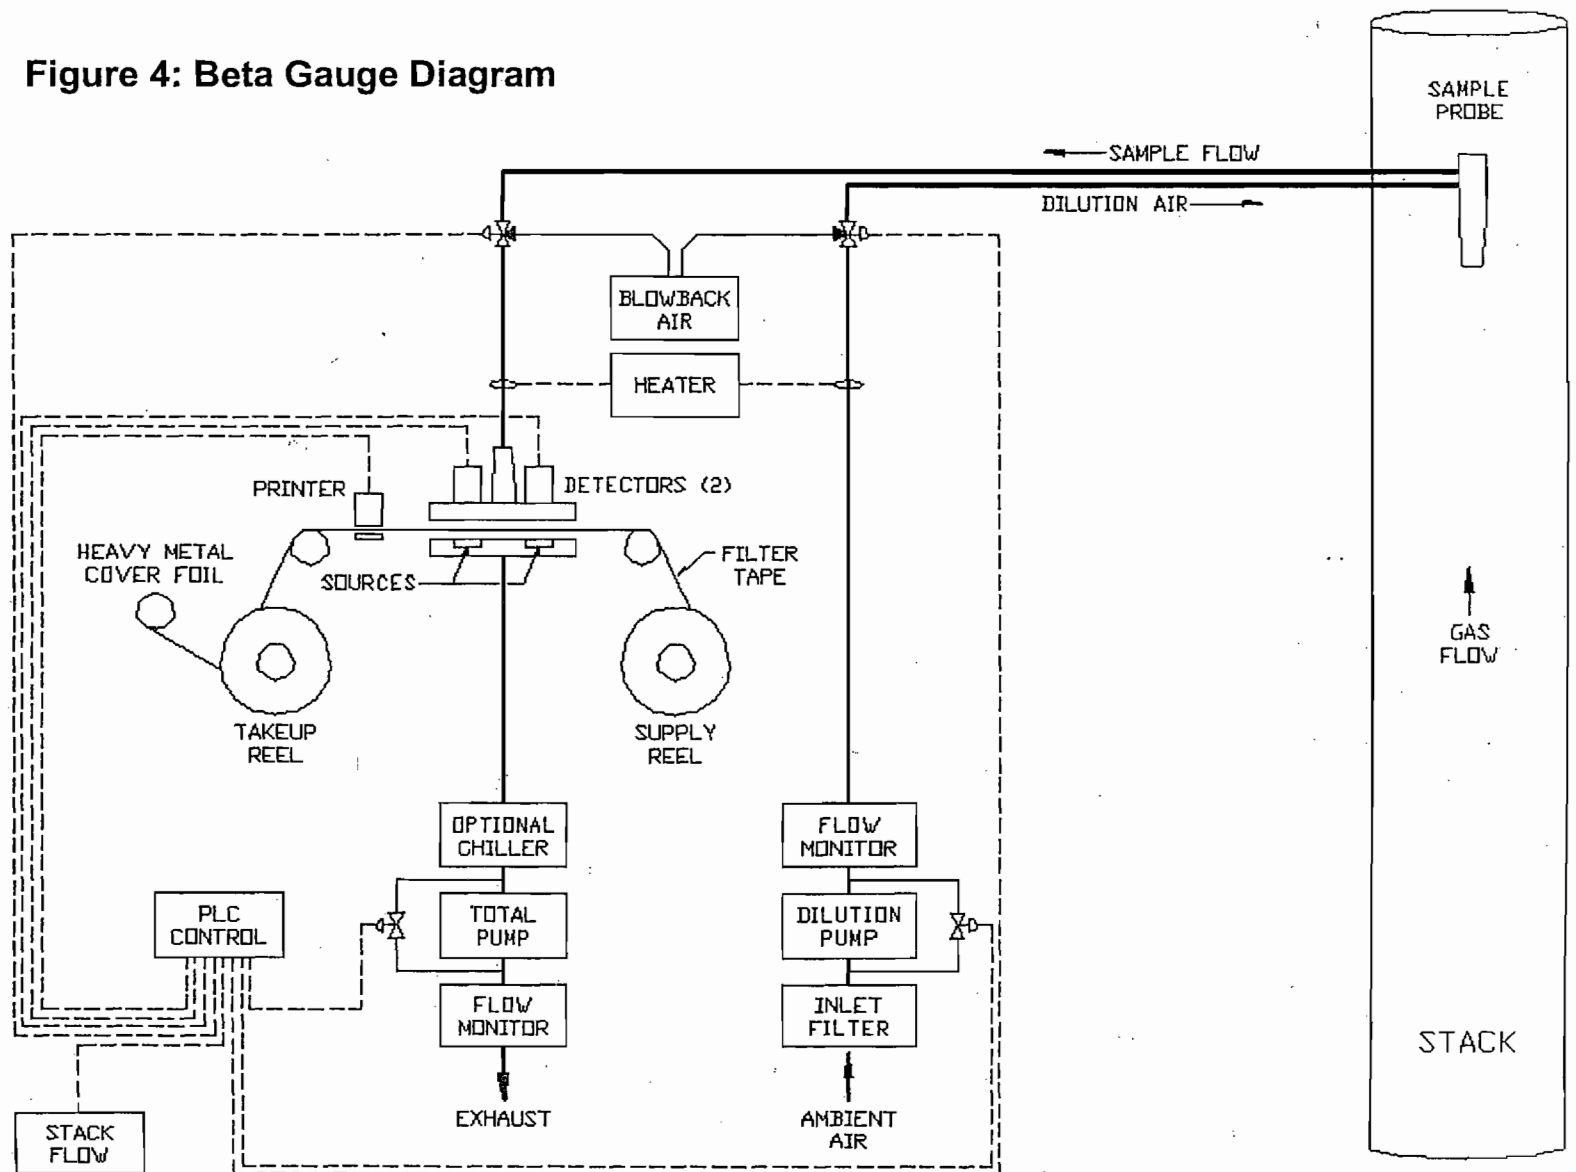 Figure 4: Beta Gauge Diagram
SAMPLE
PROBE
SAMPLE FLOW
DILUTION AIR
BLOWBACK
AIR
HEATER
PRINTER
DETECTORS (2)
HEAVY METAL
COVER FOIL
SOURCES
FILTER
TAPE
GAS
FLOW
TAKEUP
REEL
SUPPLY
REEL
OPTIONAL
CHILLER
FLOW
MONITOR
PLC
CONTROL
TOTAL
PUMP
DILUTION
PUMP
FLOW
MONITOR
INLET
FILTER
STACK
EXHAUST
AMBIENT
AIR
STACK
FLOW